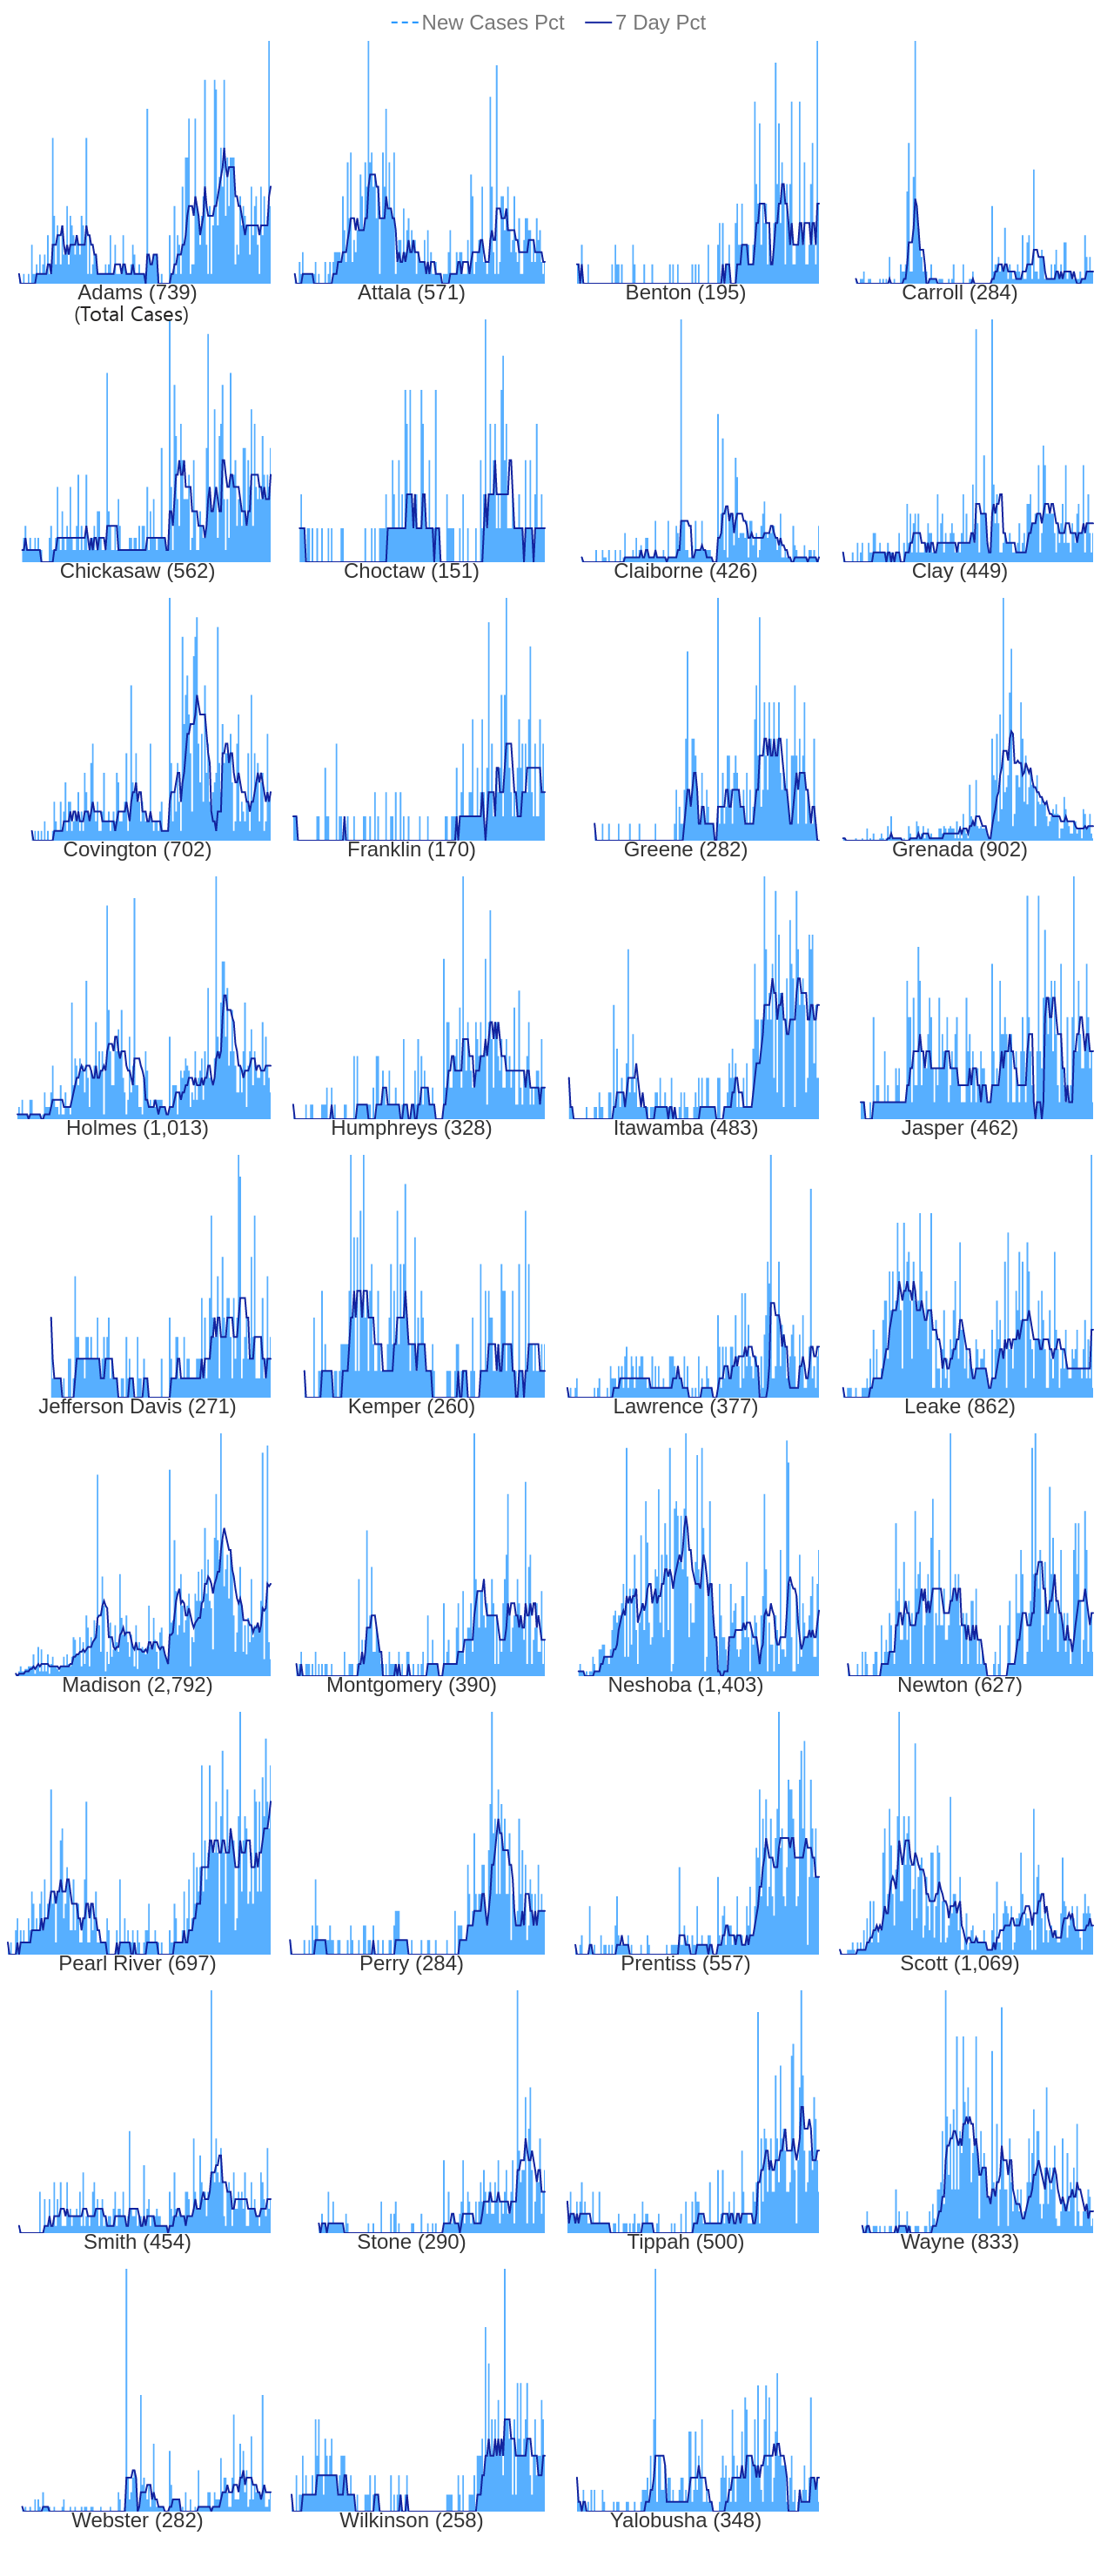 New Cases Pct 7 Day Pct
Adams (739) Attala (571) Benton (195) Carroll (284)
(Total Cases)
Chickasaw (562) Choctaw (151) Claiborne (426) Clay (449)
Covington (702) Franklin (170) Greene (282) Grenada (902)
Holmes (1,013) Humphreys (328) Itawamba (483) Jasper (462)
Jefferson Davis (271) Kemper (260) Lawrence (377) Leake (862)
Madison (2,792) Montgomery (390) Neshoba (1,403) Newton (627)
Pearl River (697) Perry (284) Prentiss (557) Scott (1,069)
Smith (454) Stone (290) Tippah (500) Wayne (833)
Webster (282) Wilkinson (258) Yalobusha (348)